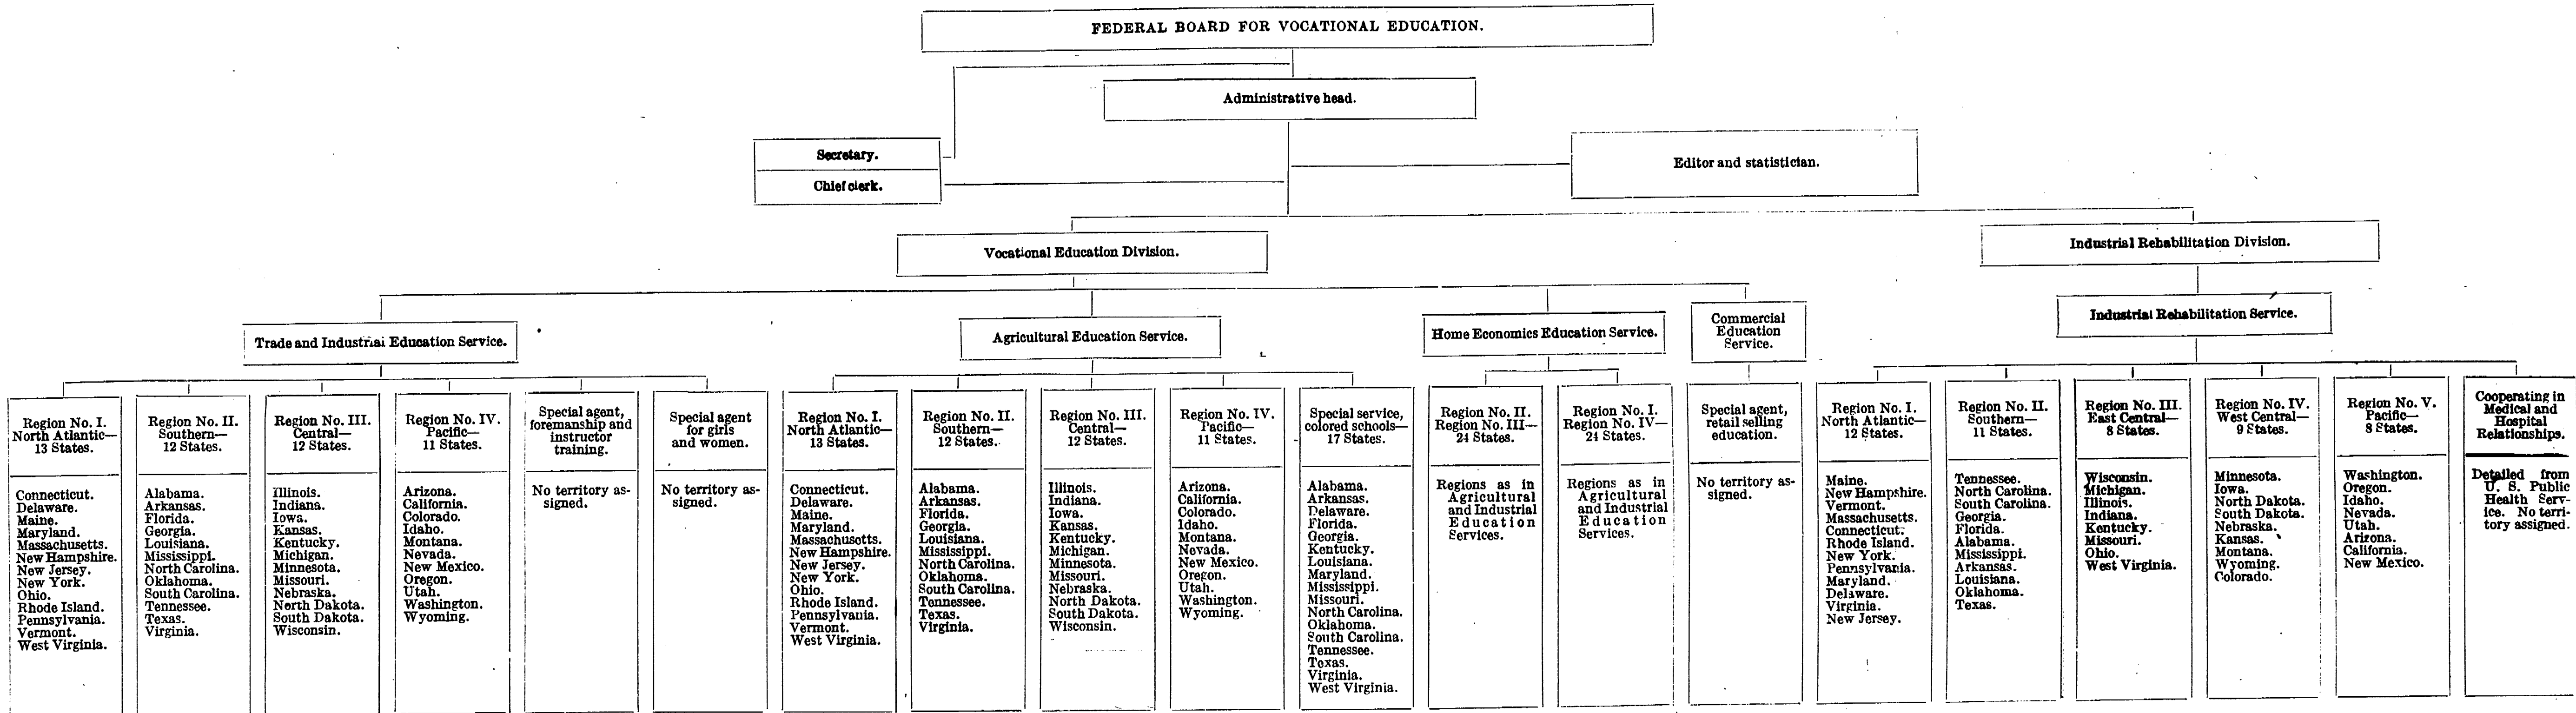 FEDERAL BOARD FOR VOCATIONAL EDUCATION.
Administrative head.
Secretary.
Chief clerk.
Editor and statistician.
Vocational Education Division.
Industrial Rehabilitation Division.
Trade and Industrial Education Service.
Agricultural Education Service.
Home Economics Education Service.
Commercial
Education
Service.
Industrial Rehabilitation Service.
Region No. I.
North Atlantic—
13 States.
Connecticut.
Delaware.
Maine.
Maryland.
Massachusetts.
New Hampshire.
New Jersey.
New York.
Ohio.
Rhode Island.
Pennsylvania.
Vermont.
West Virginia.
Region No. II.
Southern—
12 States.
Alabama.
Arkansas.
Florida.
Georgia.
Louisiana.
Mississippi.
North Carolina.
Oklahoma.
South Carolina.
Tennessee.
Texas.
Virginia.
Region No. III.
Central—
12 States.
Illinois.
Indiana.
Iowa.
Kansas.
Kentucky.
Michigan.
Minnesota.
Missouri.
Nebraska.
North Dakota.
South Dakota.
Wisconsin.
Region No. IV.
Pacific—
11 States.
Arizona.
California.
Colorado.
Idaho.
Montana.
Nevada.
New Mexico.
Oregon.
Utah.
Washington.
Wyoming.
Special agent,
foremanship and
instructor
training.
No territory as-
signed.
Special agent
for girls
and women.
No territory as-
signed.
Region No. I.
North Atlantic—
13 States.
Connecticut.
Delaware.
Maine.
Maryland.
Massachusetts.
New Hampshire.
New Jersey.
New York.
Ohio.
Rhode Island.
Pennsylvania.
Vermont.
West Virginia.
Region No. II.
Southern—
12 States.
Alabama.
Arkansas.
Florida.
Georgia.
Louisiana.
Mississippi.
North Carolina.
Oklahoma.
South Carolina.
Tennessee.
Texas.
Virginia.
Region No. III.
Central—
12 States.
Illinois.
Indiana.
Iowa.
Kansas.
Kentucky.
Michigan.
Minnesota.
Missouri.
Nebraska.
North Dakota.
South Dakota.
Wisconsin.
Region No. IV.
Pacific—
11 States.
Arizona.
California.
Colorado.
Idaho.
Montana.
Nevada.
New Mexico.
Oregon.
Utah.
Washington.
Wyoming.
Special service,
colored schools—
17 States.
Alabama.
Arkansas.
Delaware.
Florida.
Georgia.
Kentucky.
Louisiana.
Maryland.
Mississippi.
Missouri.
North Carolina.
Oklahoma.
South Carolina.
Tennessee.
Texas.
Virginia.
West Virginia.
Region No. II.
Region No. III—
24 States.
Regions as in
Agricultural
and Industrial
Education
Services.
Region No. I.
Region No. IV—
24 States.
Regions as in
Agricultural
and Industrial
Education
Services.
Special agent,
retail selling
education.
No territory as-
signed.
Region No. I.
North Atlantic—
12 States.
Maine.
New Hampshire.
Vermont.
Massachusetts.
Connecticut.
Rhode Island.
New York.
Pennsylvania.
Maryland.
Delaware.
Virginia.
New Jersey.
Region No. II.
Southern—
11 States.
Tennessee.
North Carolina.
South Carolina.
Georgia.
Florida.
Alabama.
Mississippi.
Arkansas.
Louisiana.
Oklahoma.
Texas.
Region No. III.
East Central—
8 States.
Wisconsin.
Michigan.
Illinois.
Indiana.
Kentucky.
Missouri.
Ohio.
West Virginia.
Region No. IV.
West Central—
9 States.
Minnesota.
Iowa.
North Dakota.
South Dakota.
Nebraska.
Kansas.
Montana.
Wyoming.
Colorado.
Region No. V.
Pacific—
8 States.
Washington.
Oregon.
Idaho.
Nevada.
Utah.
Arizona.
California.
New Mexico.
Cooperating in
Medical and
Hospital
Relationships.
Detailed from
U. S. Public
Health Serv-
ice. No terri-
tory assigned.